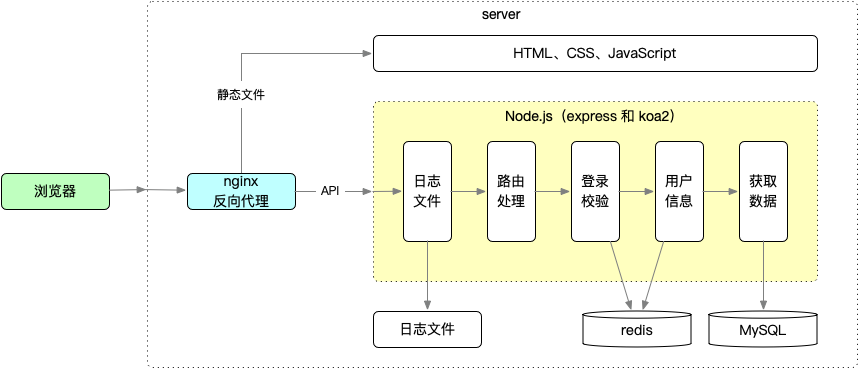 server
HTML、CSS、JavaScript
静态文件
Node.js（express 和 koa2）
浏览器
nginx
反向代理
API
日志
文件
路由
处理
登录
校验
用户
信息
获取
数据
日志文件
redis
MySQL